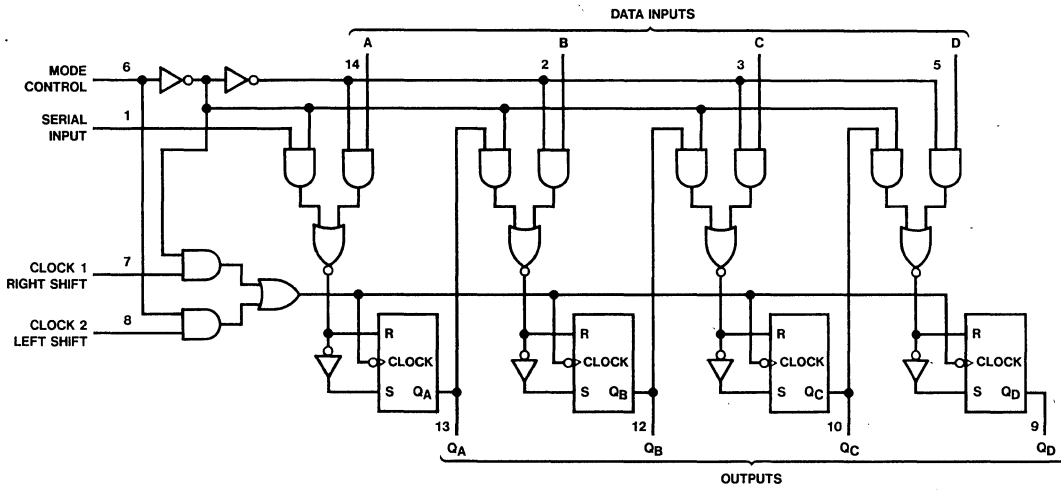 DATA INPUTS
A B C D
MODE CONTROL 6
14 2 3 5
SERIAL INPUT 1
CLOCK 1 RIGHT SHIFT 7
CLOCK 2 LEFT SHIFT 8
R R R R
CLOCK CLOCK CLOCK CLOCK
S QA S QB S QC S QD
13 12 10 9
QA QB QC QD
OUTPUTS